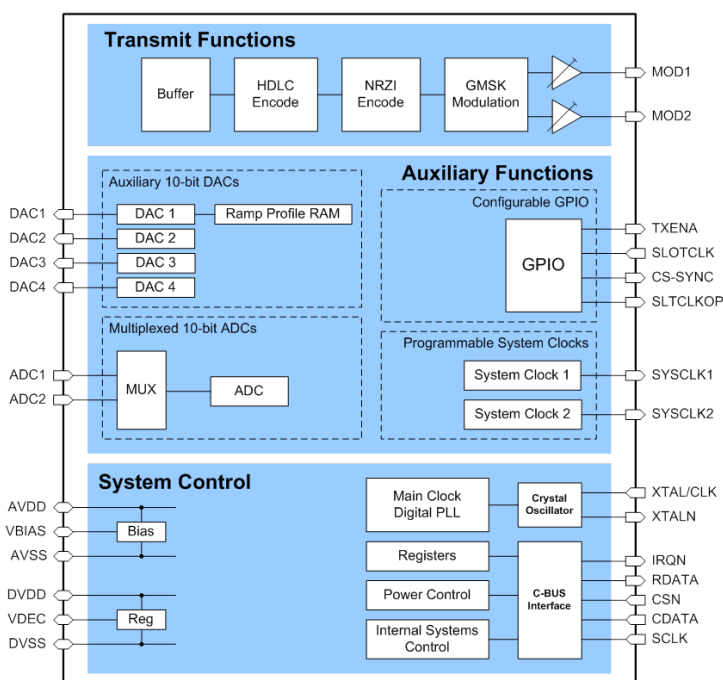 Transmit Functions
Buffer
HDLC
Encode
NRZI
Encode
GMSK
Modulation
MOD1
MOD2
Auxiliary Functions
Auxiliary 10-bit DACs
DAC1
DAC 1
Ramp Profile RAM
DAC2
DAC 2
DAC3
DAC 3
DAC4
DAC 4
Configurable GPIO
GPIO
TXENA
SLOTCLK
CS-SYNC
SLTCLKOP
Multiplexed 10-bit ADCs
ADC1
ADC2
MUX
ADC
Programmable System Clocks
System Clock 1
SYSCLK1
System Clock 2
SYSCLK2
System Control
AVDD
VBIAS
Bias
AVSS
DVDD
VDEC
Reg
DVSS
Main Clock
Digital PLL
Crystal
Oscillator
XTAL/CLK
XTALN
Registers
Power Control
Internal Systems
Control
C-BUS
Interface
IRQN
RDATA
CSN
CDATA
SCLK